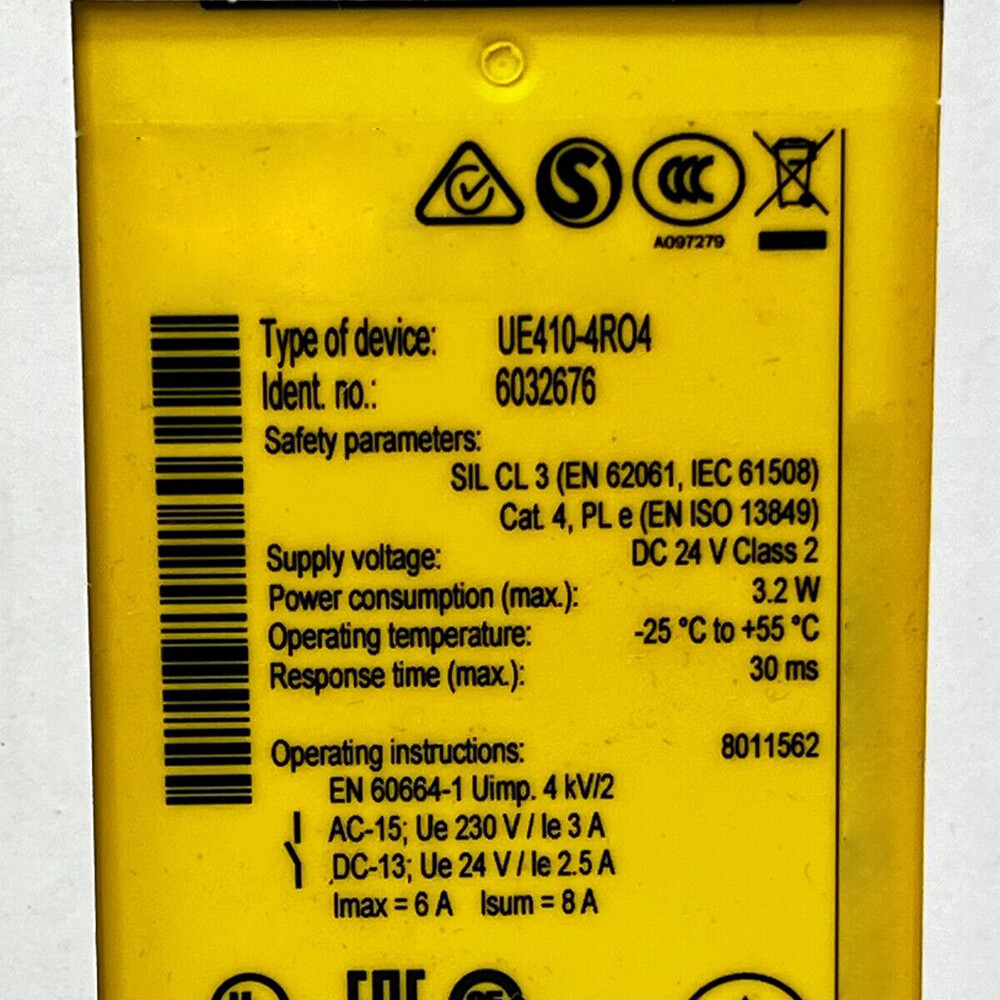 A097279
Type of device: UE410-4RO4
Ident. no.: 6032676
Safety parameters:
SIL CL 3 (EN 62061, IEC 61508)
Cat. 4, PL e (EN ISO 13849)
Supply voltage: DC 24 V Class 2
Power consumption (max.): 3.2 W
Operating temperature: -25 °C to +55 °C
Response time (max.): 30 ms
Operating instructions: 8011562
EN 60664-1 Uimp. 4 kV/2
AC-15; Ue 230 V / Ie 3 A
DC-13; Ue 24 V / Ie 2.5 A
Imax = 6 A Isum = 8 A